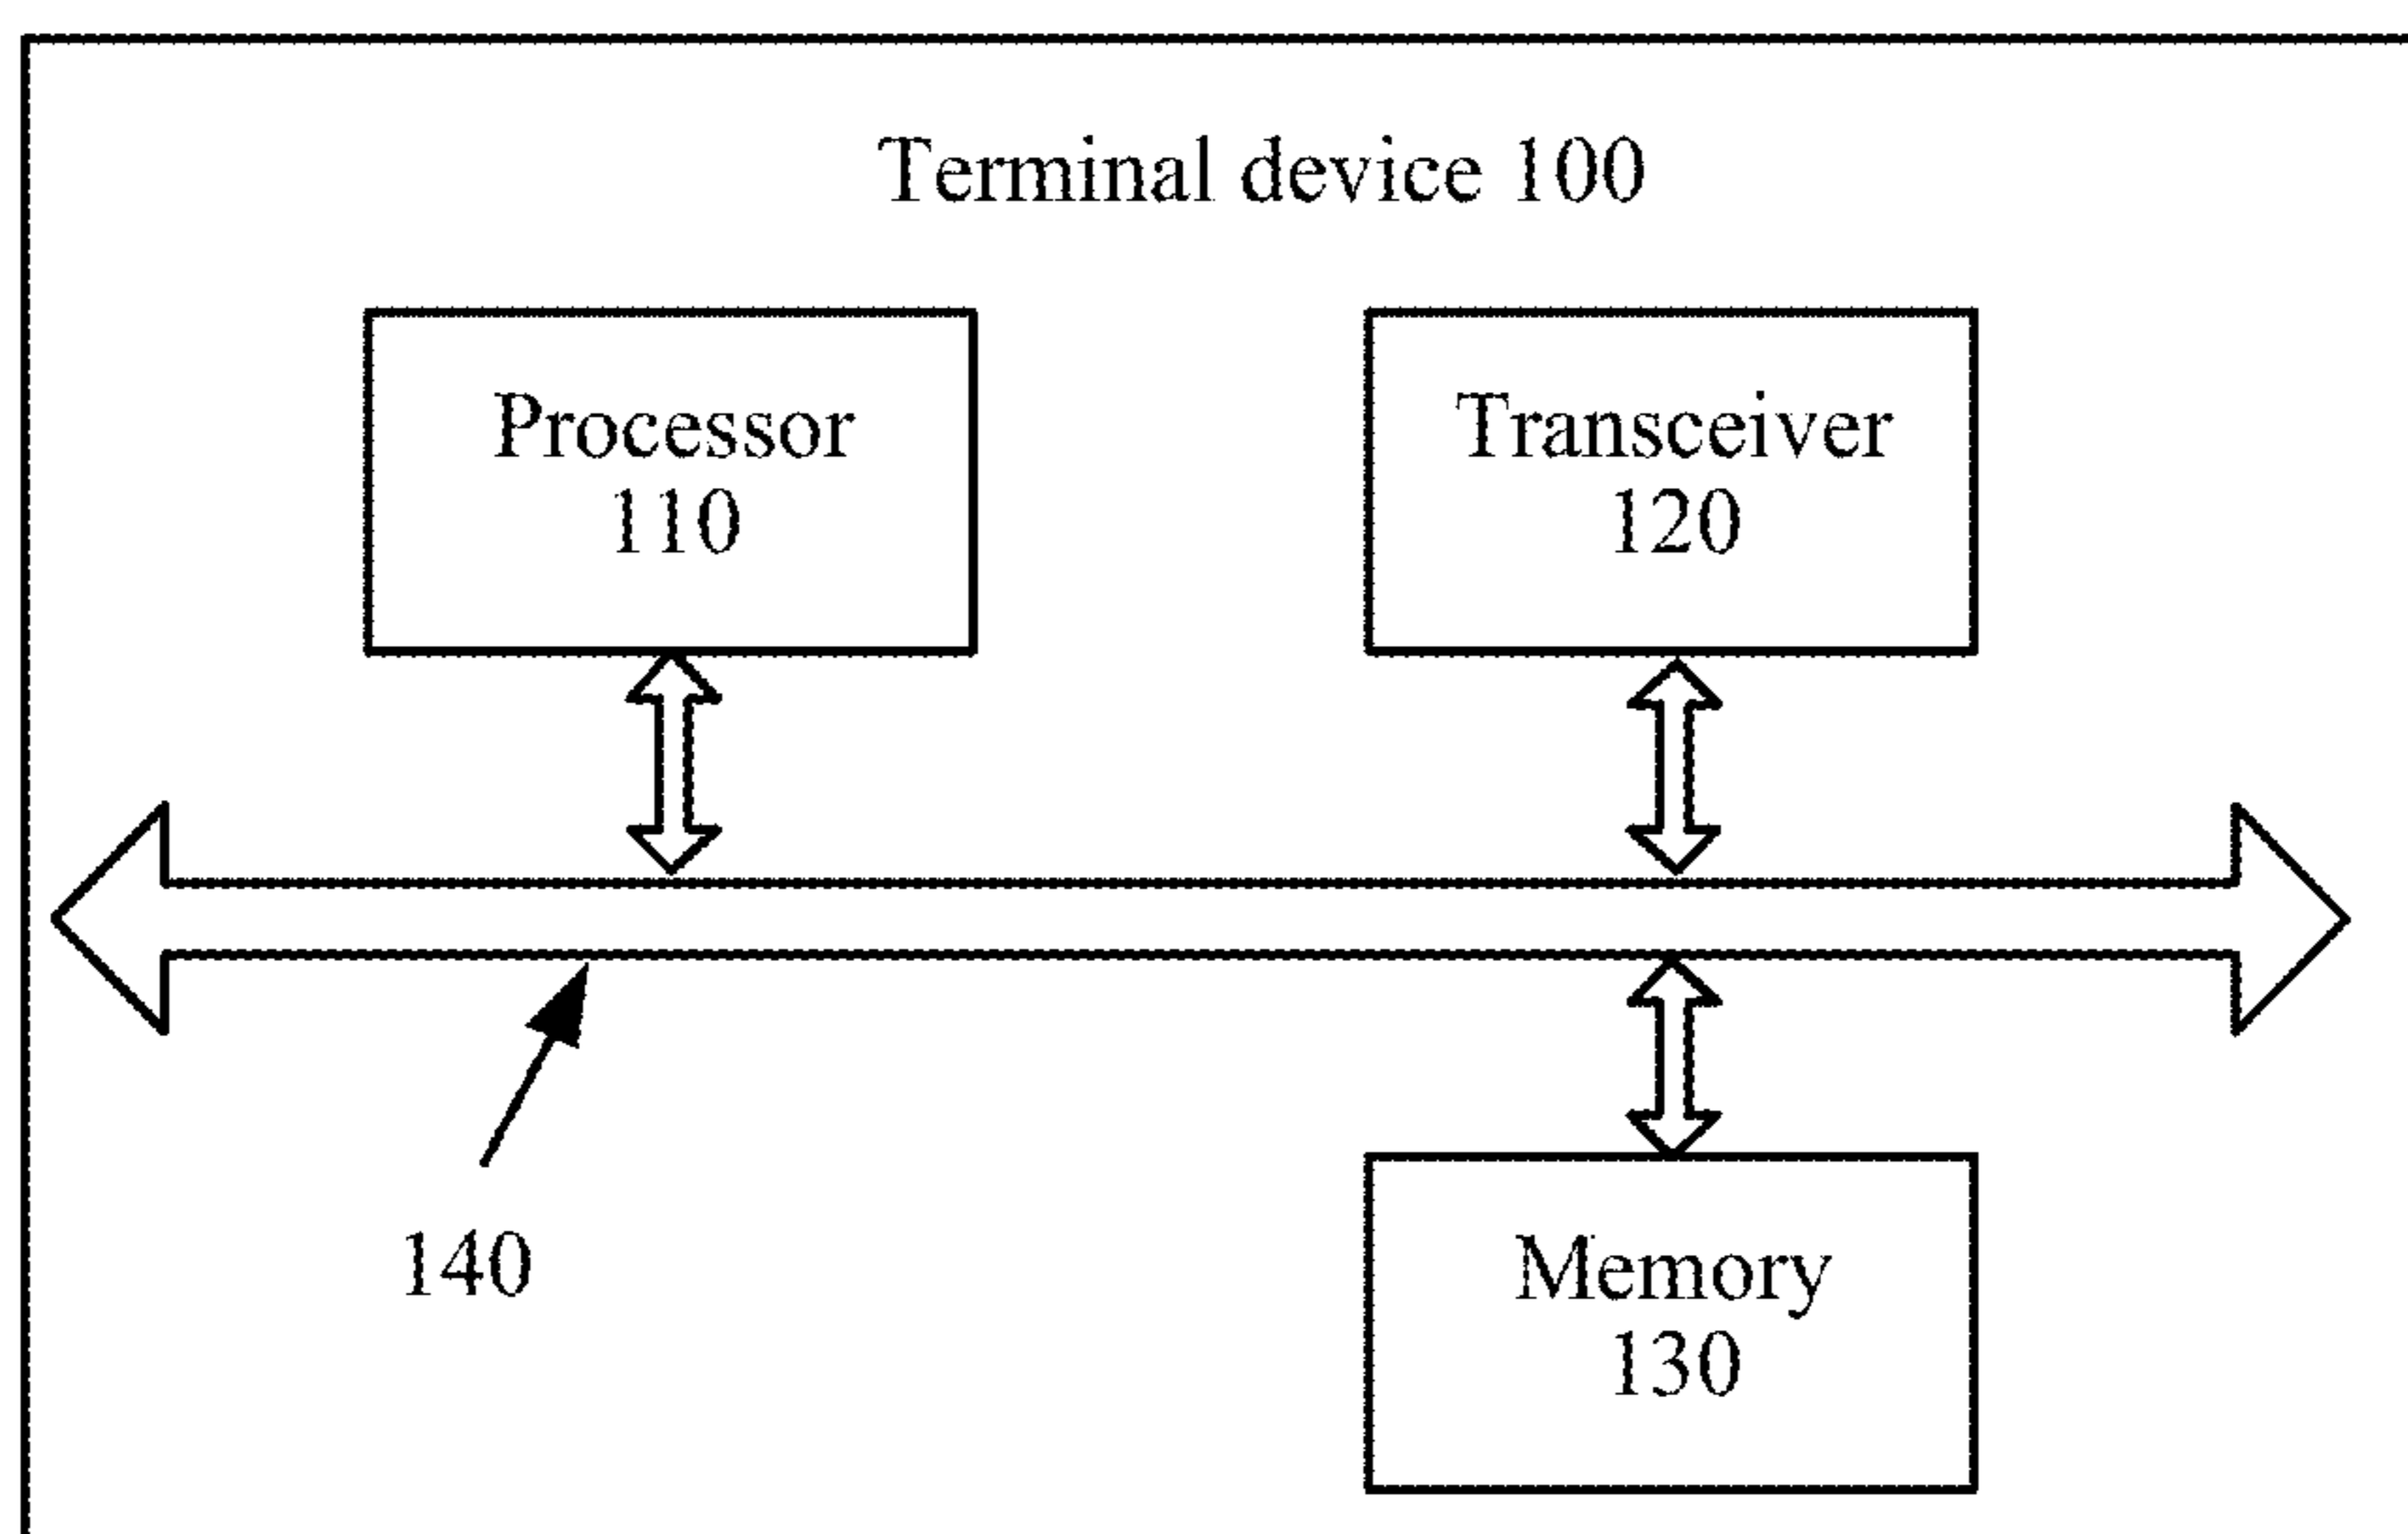 Terminal device 100
Processor
110
Transceiver
120
140
Memory
130